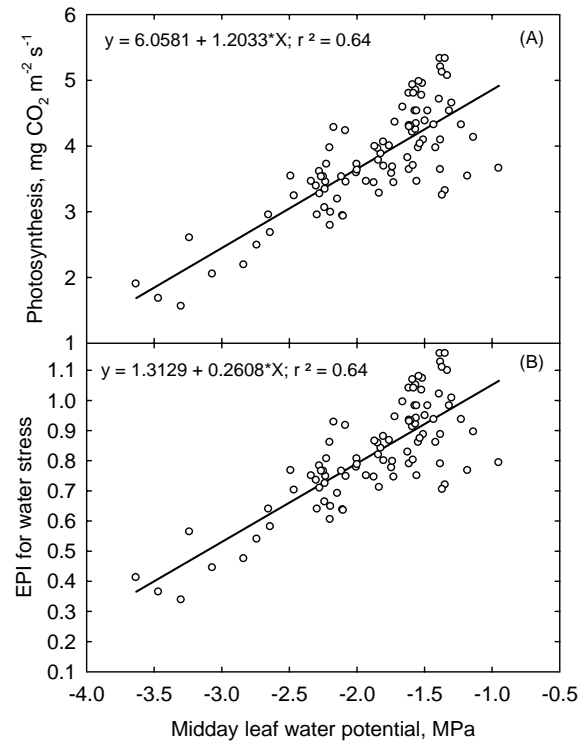 y = 6.0581 + 1.2033*X; r ² = 0.64
(A)
Photosynthesis, mg CO₂ m⁻² s⁻¹
6
5
4
3
2
1
y = 1.3129 + 0.2608*X; r ² = 0.64
(B)
EPI for water stress
1.1
1.0
0.9
0.8
0.7
0.6
0.5
0.4
0.3
0.2
0.1
-4.0 -3.5 -3.0 -2.5 -2.0 -1.5 -1.0 -0.5
Midday leaf water potential, MPa